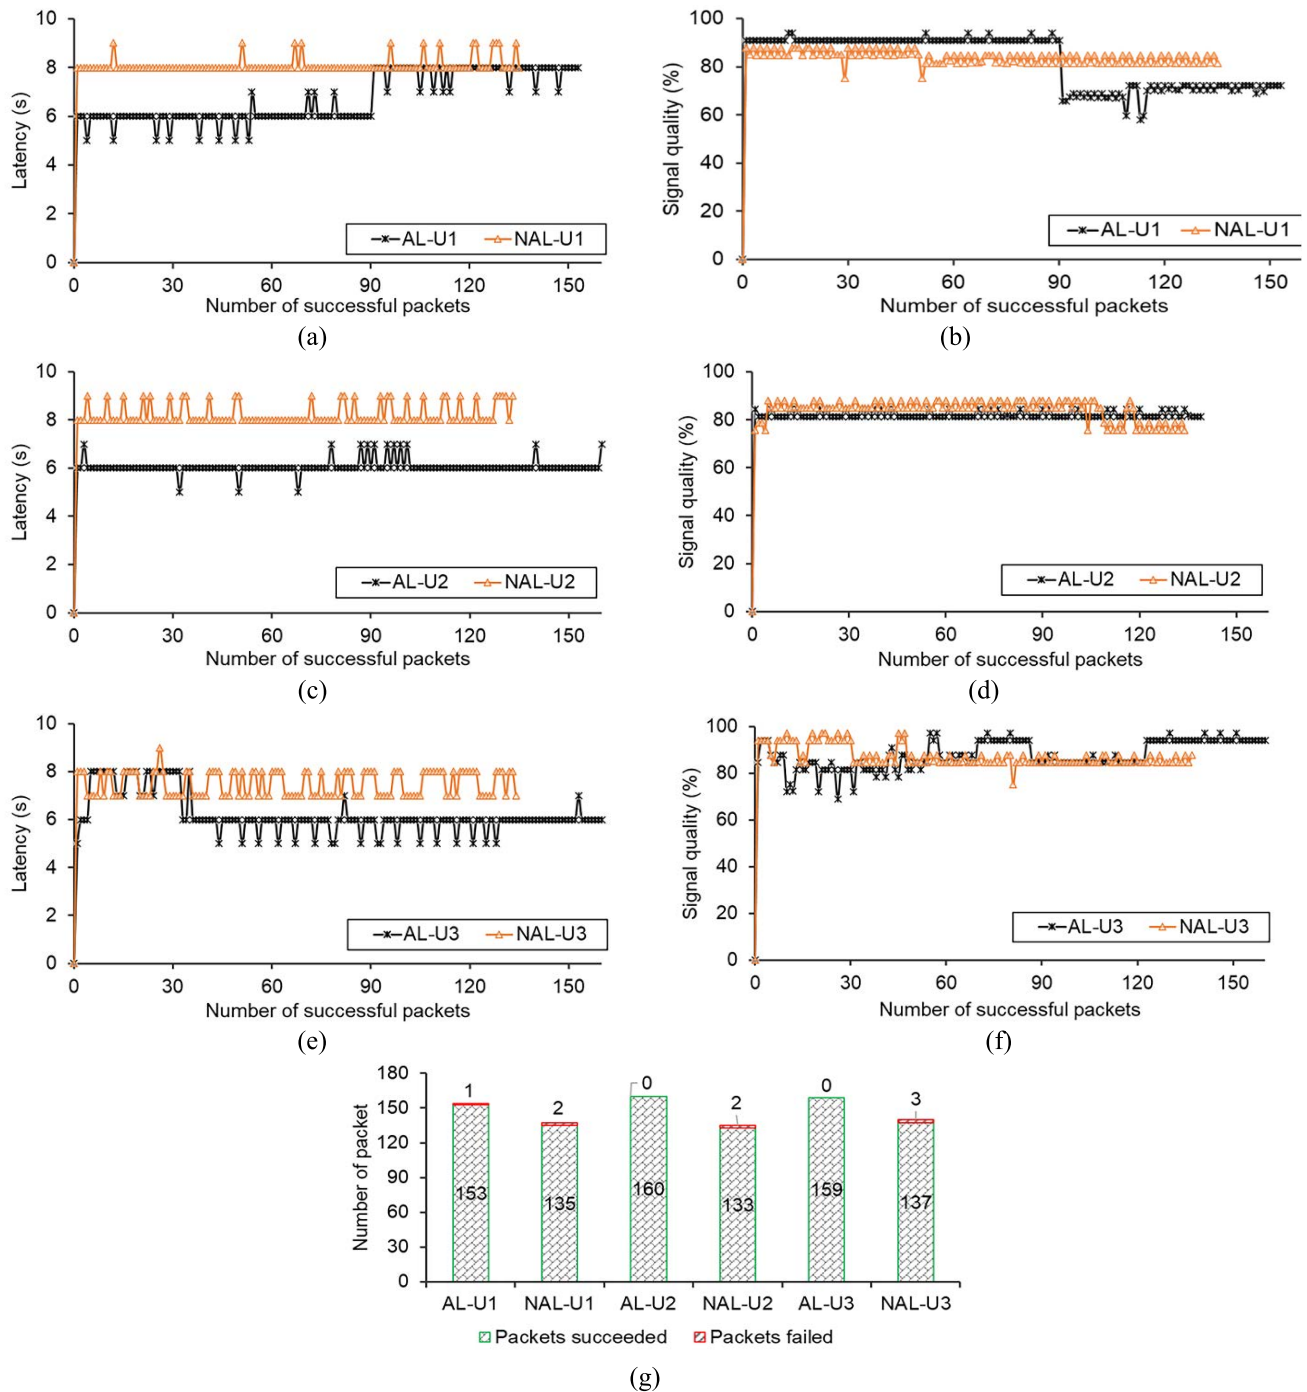 10
8
6
4
2
0
Latency (s)
0 30 60 90 120 150
Number of successful packets
AL-U1 NAL-U1
(a)
100
80
60
40
20
0
Signal quality (%)
0 30 60 90 120 150
Number of successful packets
AL-U1 NAL-U1
(b)
10
8
6
4
2
0
Latency (s)
0 30 60 90 120 150
Number of successful packets
AL-U2 NAL-U2
(c)
100
80
60
40
20
0
Signal quality (%)
0 30 60 90 120 150
Number of successful packets
AL-U2 NAL-U2
(d)
10
8
6
4
2
0
Latency (s)
0 30 60 90 120 150
Number of successful packets
AL-U3 NAL-U3
(e)
100
80
60
40
20
0
Signal quality (%)
0 30 60 90 120 150
Number of successful packets
AL-U3 NAL-U3
(f)
180
150
120
90
60
30
0
Number of packet
1 2 0 2 0 3
153 135 160 133 159 137
AL-U1 NAL-U1 AL-U2 NAL-U2 AL-U3 NAL-U3
Packets succeeded Packets failed
(g)